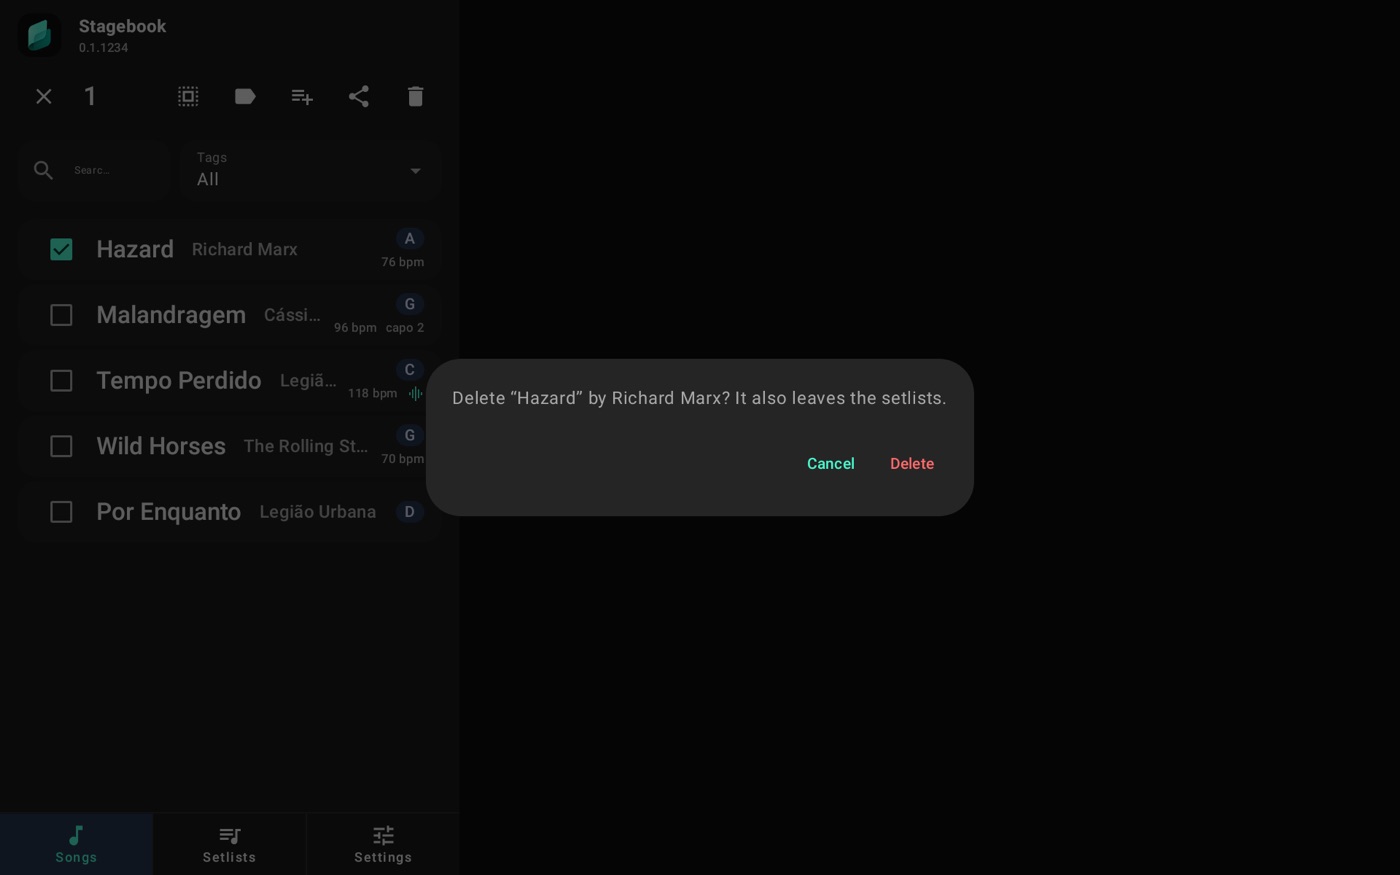 Stagebook
0.1.1234
1
Searc…
Tags
All
Hazard Richard Marx A
76 bpm
Malandragem Cássi… G
96 bpm capo 2
Tempo Perdido Legiã… C
118 bpm
Wild Horses The Rolling St… G
70 bpm
Por Enquanto Legião Urbana D
Delete “Hazard” by Richard Marx? It also leaves the setlists.
Cancel Delete
Songs Setlists Settings